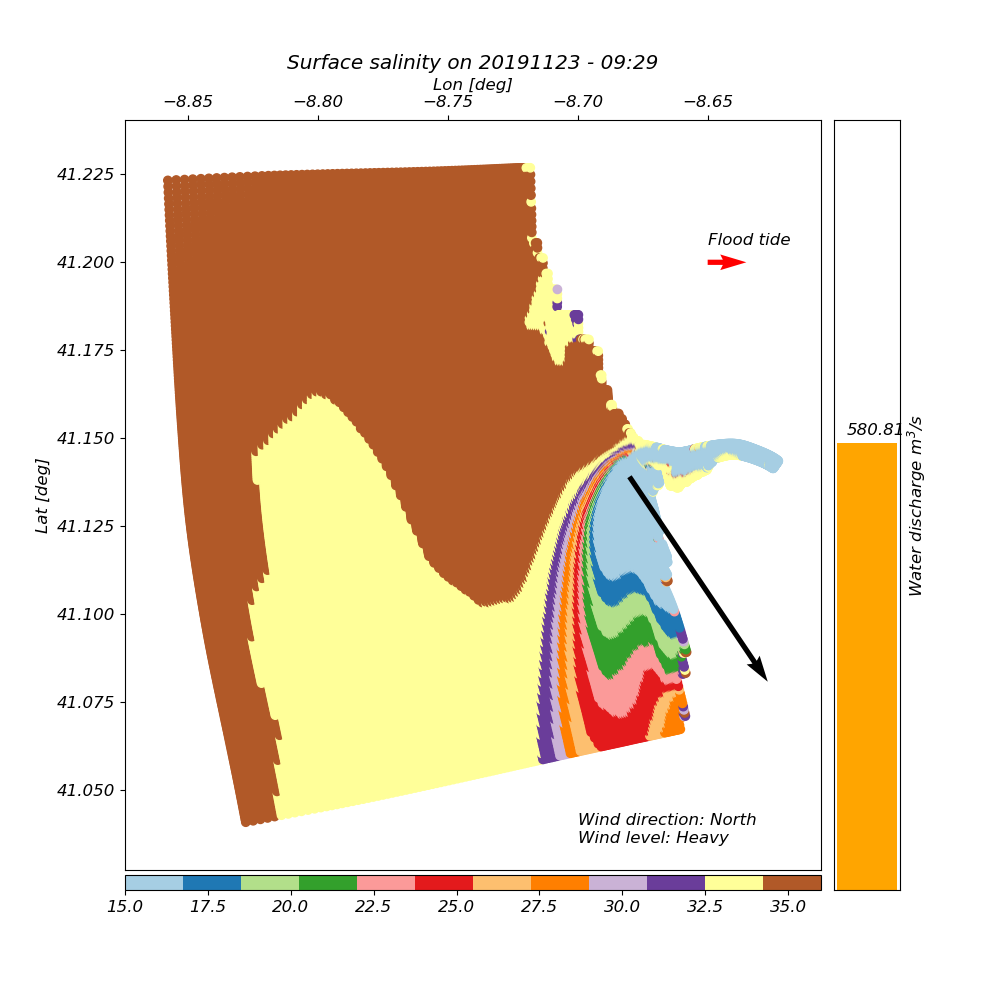 Surface salinity on 20191123 - 09:29
Lon [deg]
−8.85 −8.80 −8.75 −8.70 −8.65
41.225
41.200
41.175
41.150
41.125
41.100
41.075
41.050
Lat [deg]
Flood tide
580.81
Water discharge m³/s
Wind direction: North
Wind level: Heavy
15.0 17.5 20.0 22.5 25.0 27.5 30.0 32.5 35.0